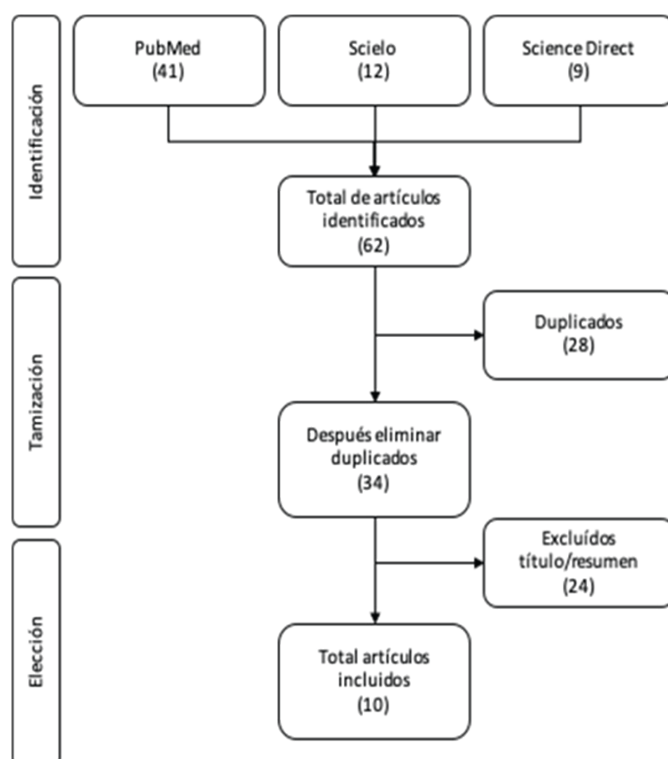 Identificación
PubMed
(41)
Scielo
(12)
Science Direct
(9)
Total de artículos
identificados
(62)
Tamización
Duplicados
(28)
Después eliminar
duplicados
(34)
Elección
Excluídos
título/resumen
(24)
Total artículos
incluidos
(10)